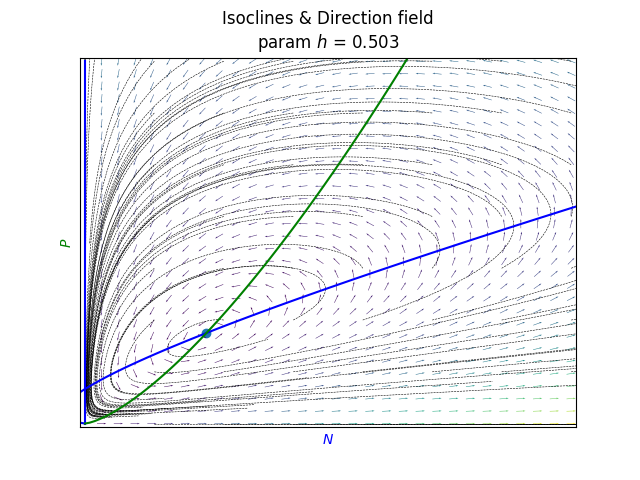 Isoclines & Direction field
param h = 0.503
P
N